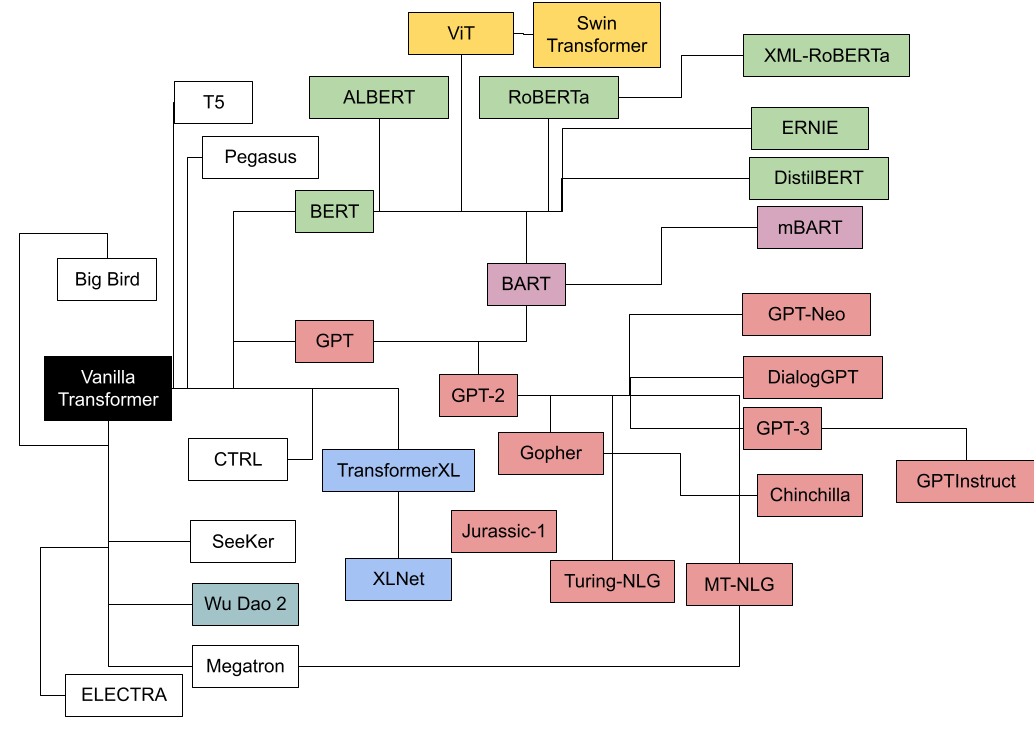 ViT
Swin
Transformer
XML-RoBERTa
ALBERT
RoBERTa
T5
ERNIE
Pegasus
DistilBERT
BERT
mBART
Big Bird
BART
GPT-Neo
GPT
Vanilla
Transformer
DialogGPT
GPT-2
GPT-3
CTRL
TransformerXL
Gopher
GPTInstruct
Chinchilla
Jurassic-1
SeeKer
XLNet
Turing-NLG
MT-NLG
Wu Dao 2
Megatron
ELECTRA